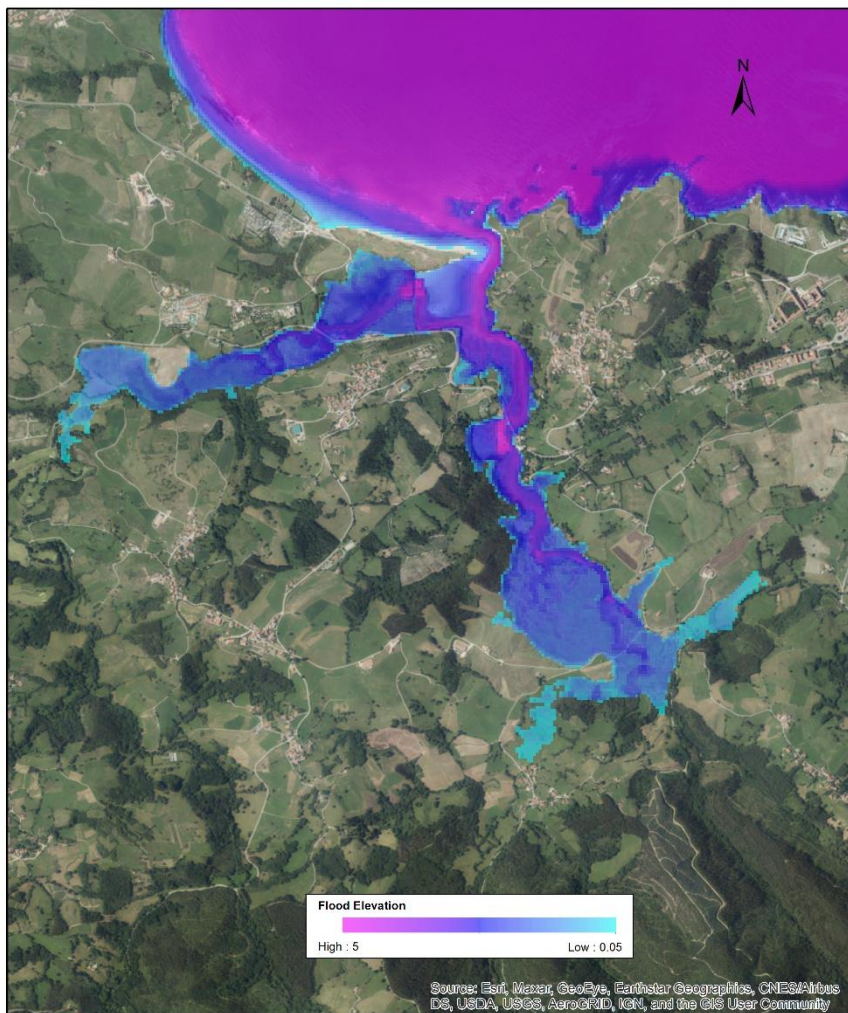 N
Flood Elevation
High : 5 Low : 0.05
Source: Esri, Maxar, GeoEye, Earthstar Geographics, CNES/Airbus
DS, USDA, USGS, AeroGRID, IGN, and the GIS User Community